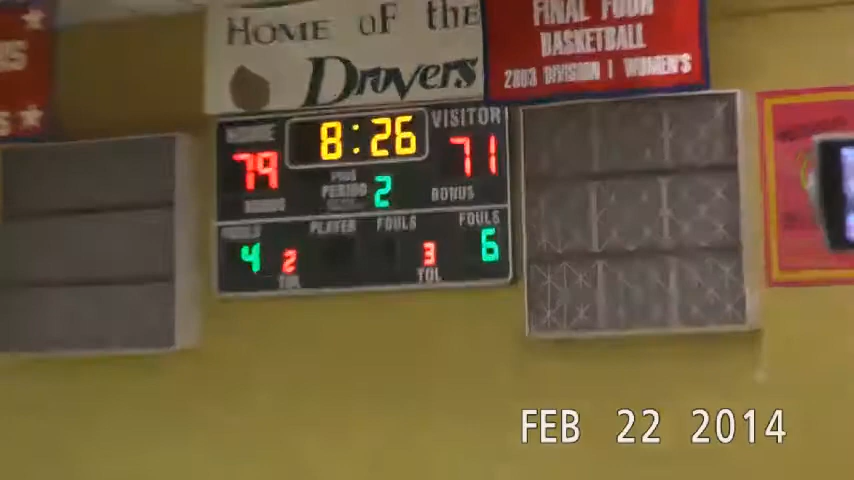 HOME OF the
Drovers
FINAL FOUR
BASKETBALL
2003 DIVISION I WOMEN'S
HOME 8:26 VISITOR
79 71
PERIOD 2
BONUS BONUS
FOULS PLAYER FOULS FOULS
4 2 3 6
TOL TOL
FEB 22 2014